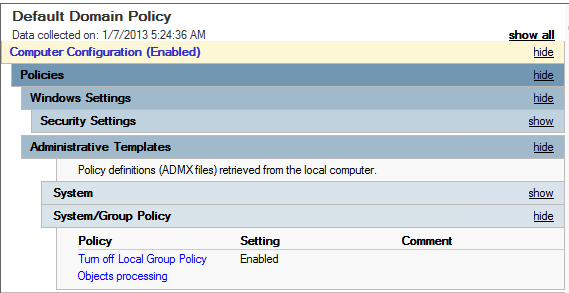 Default Domain Policy
Data collected on: 1/7/2013 5:24:36 AM show all
Computer Configuration (Enabled) hide
Policies hide
Windows Settings hide
Security Settings show
Administrative Templates hide
Policy definitions (ADMX files) retrieved from the local computer.
System show
System/Group Policy hide
Policy Setting Comment
Turn off Local Group Policy Enabled
Objects processing